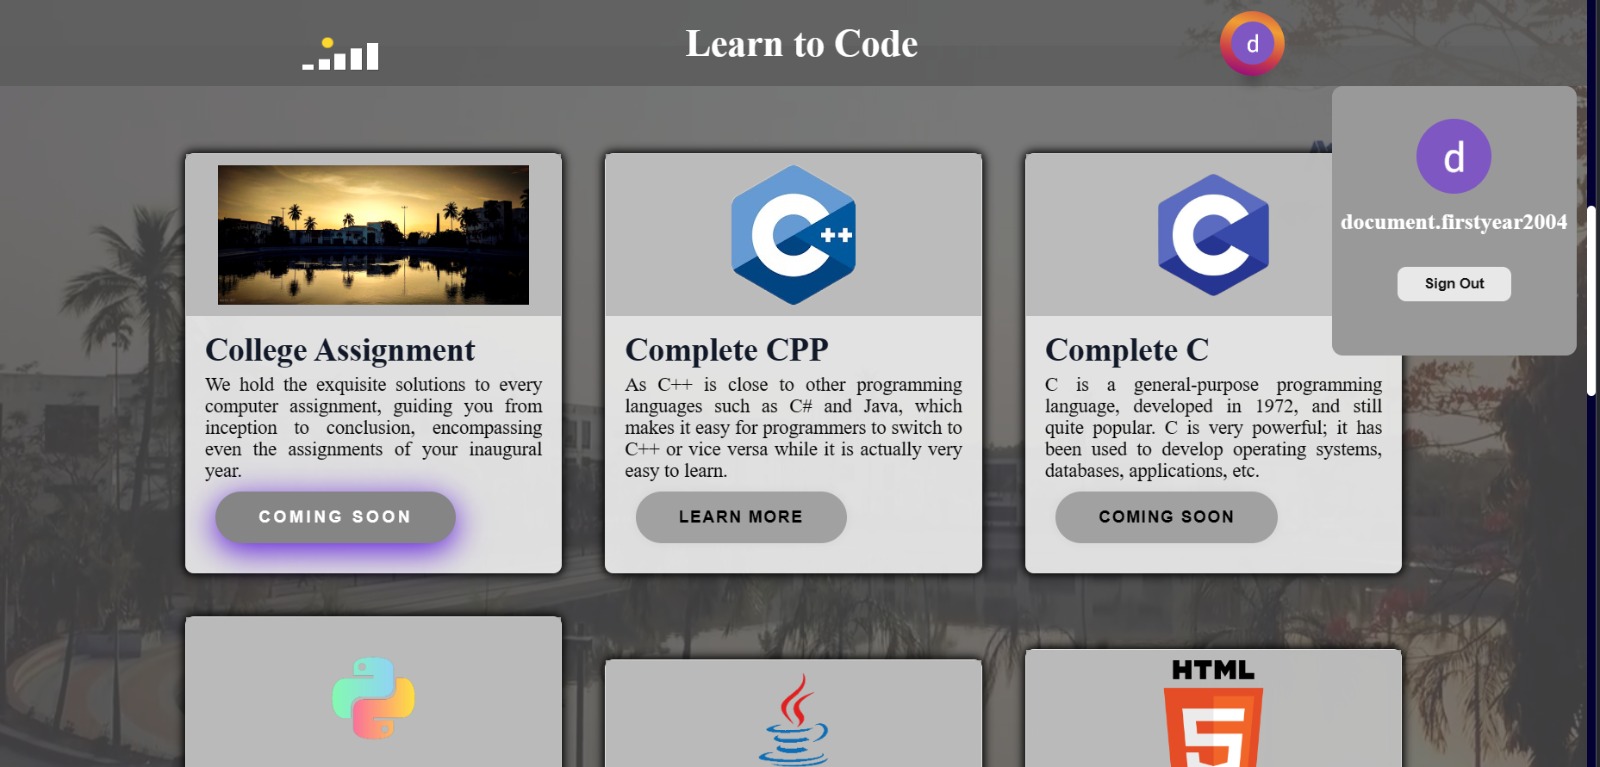 Learn to Code
d
d
document.firstyear2004
Sign Out
C++
C
College Assignment
We hold the exquisite solutions to every
computer assignment, guiding you from
inception to conclusion, encompassing
even the assignments of your inaugural
year.
COMING SOON
Complete CPP
As C++ is close to other programming
languages such as C# and Java, which
makes it easy for programmers to switch to
C++ or vice versa while it is actually very
easy to learn.
LEARN MORE
Complete C
C is a general-purpose programming
language, developed in 1972, and still
quite popular. C is very powerful; it has
been used to develop operating systems,
databases, applications, etc.
COMING SOON
HTML
5